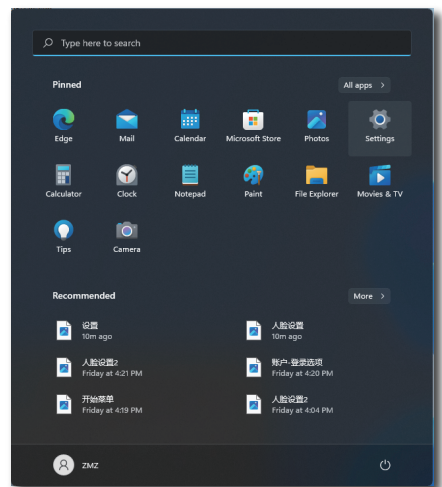 Type here to search
Pinned
All apps >
Edge Mail Calendar Microsoft Store Photos Settings
Calculator Clock Notepad Paint File Explorer Movies & TV
Tips Camera
Recommended
More >
设置
10m ago
人脸设置
10m ago
人脸设置2
Friday at 4:21 PM
账户-登录选项
Friday at 4:20 PM
开始菜单
Friday at 4:19 PM
人脸设置2
Friday at 4:04 PM
ZMZ